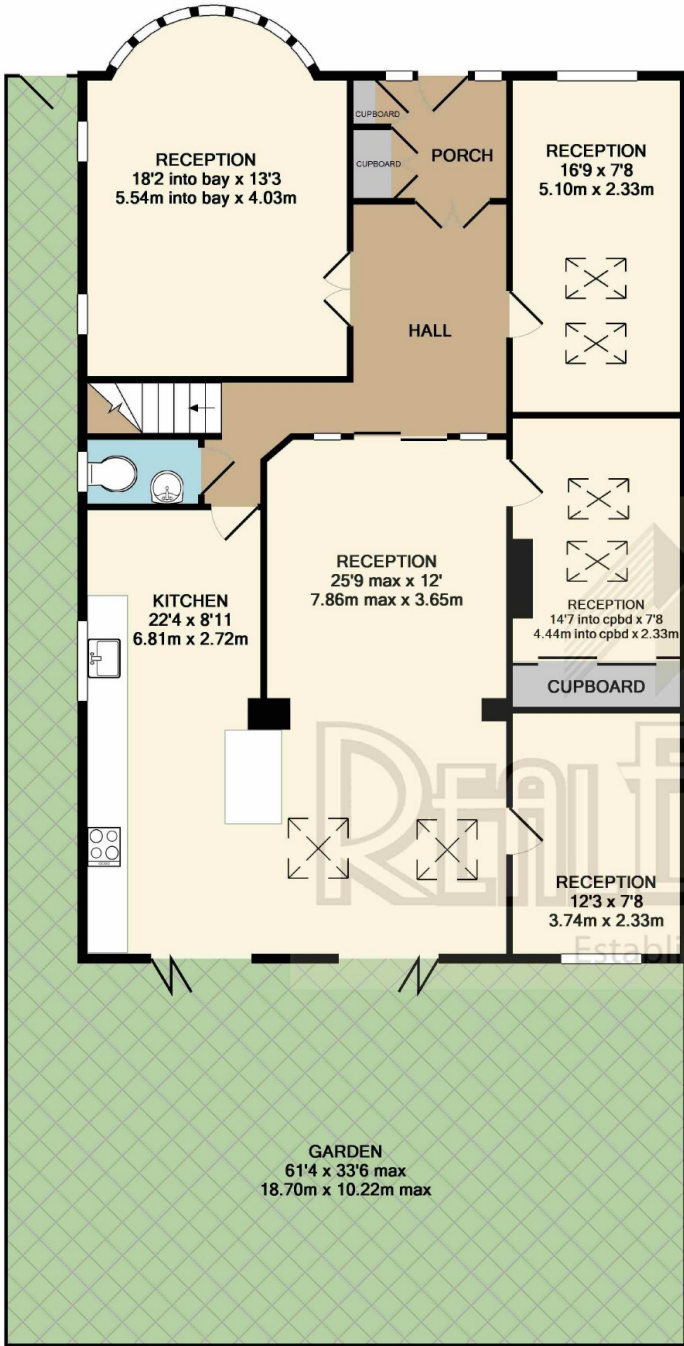 CUPBOARD
CUPBOARD
PORCH
RECEPTION
18'2 into bay x 13'3
5.54m into bay x 4.03m
RECEPTION
16'9 x 7'8
5.10m x 2.33m
HALL
RECEPTION
25'9 max x 12'
7.86m max x 3.65m
KITCHEN
22'4 x 8'11
6.81m x 2.72m
RECEPTION
14'7 into cpbd x 7'8
4.44m into cpbd x 2.33m
CUPBOARD
RECEPTION
12'3 x 7'8
3.74m x 2.33m
GARDEN
61'4 x 33'6 max
18.70m x 10.22m max